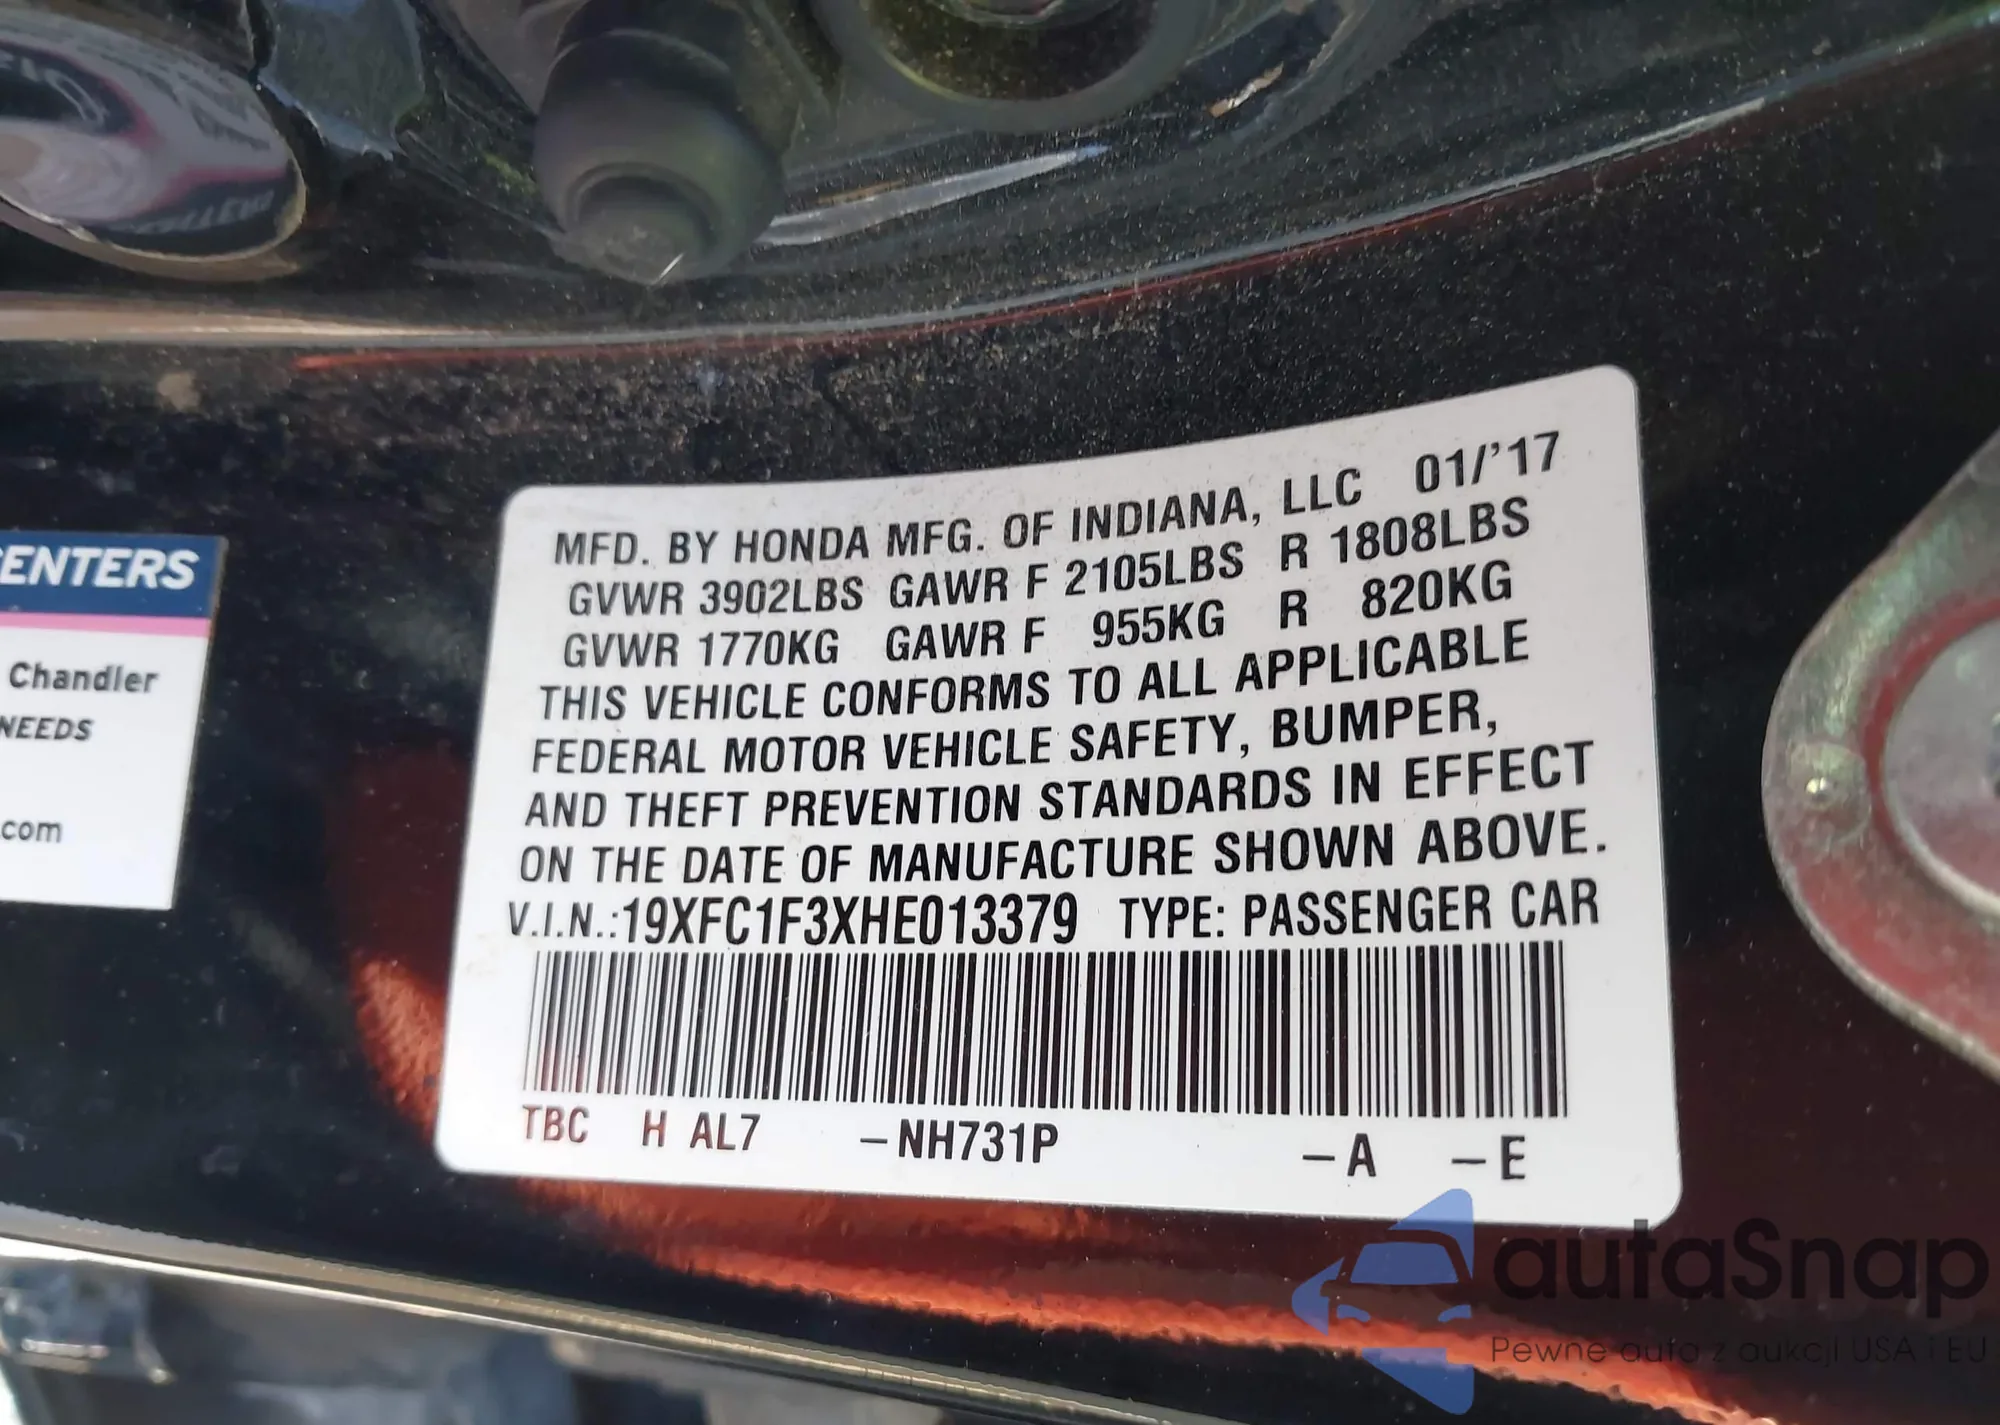 MFD. BY HONDA MFG. OF INDIANA, LLC 01/'17
GVWR 3902LBS GAWR F 2105LBS R 1808LBS
GVWR 1770KG GAWR F 955KG R 820KG
THIS VEHICLE CONFORMS TO ALL APPLICABLE
FEDERAL MOTOR VEHICLE SAFETY, BUMPER,
AND THEFT PREVENTION STANDARDS IN EFFECT
ON THE DATE OF MANUFACTURE SHOWN ABOVE.
V.I.N.:19XFC1F3XHE013379 TYPE: PASSENGER CAR
TBC H AL7 –NH731P –A –E
ENTERS
Chandler
NEEDS
.com
autaSnap
Pewne auta z aukcji USA i EU